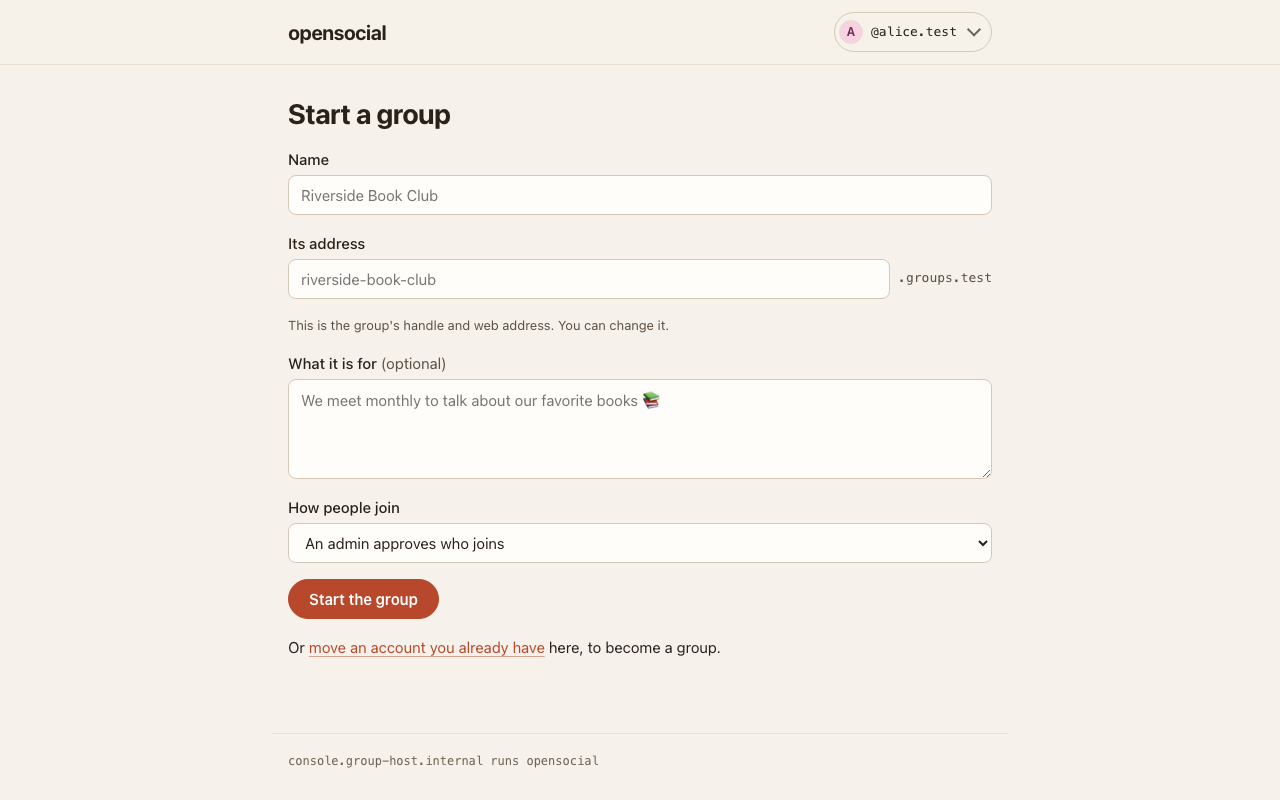 opensocial
A @alice.test
Start a group
Name
Riverside Book Club
Its address
riverside-book-club .groups.test
This is the group's handle and web address. You can change it.
What it is for (optional)
We meet monthly to talk about our favorite books 📚
How people join
An admin approves who joins
Start the group
Or move an account you already have here, to become a group.
console.group-host.internal runs opensocial